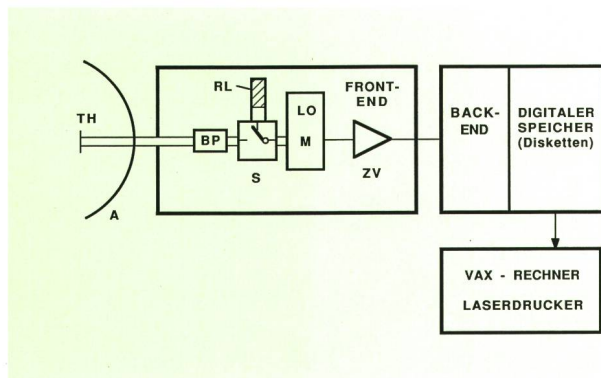 TH
A
RL
BP
S
LO
M
FRONT-
END
ZV
BACK-
END
DIGITALER
SPEICHER
(Disketten)
VAX - RECHNER
LASERDRUCKER